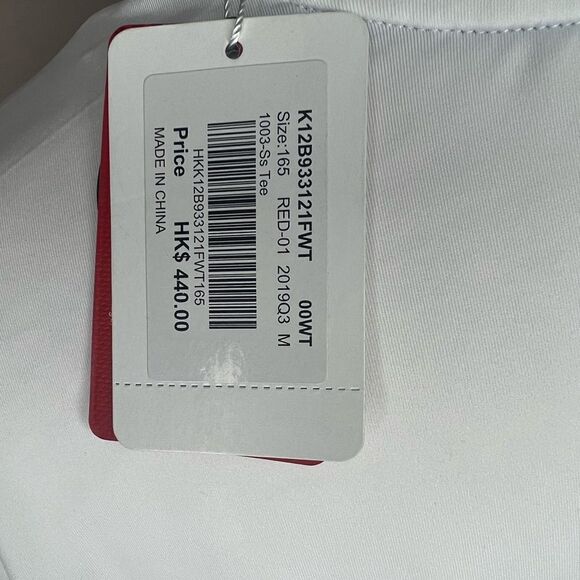 K12B933121FWT 00WT
Size:165 RED-01 2019Q3 M
1003-Ss Tee
HKK12B933121FWT165
Price HK$ 440.00
MADE IN CHINA